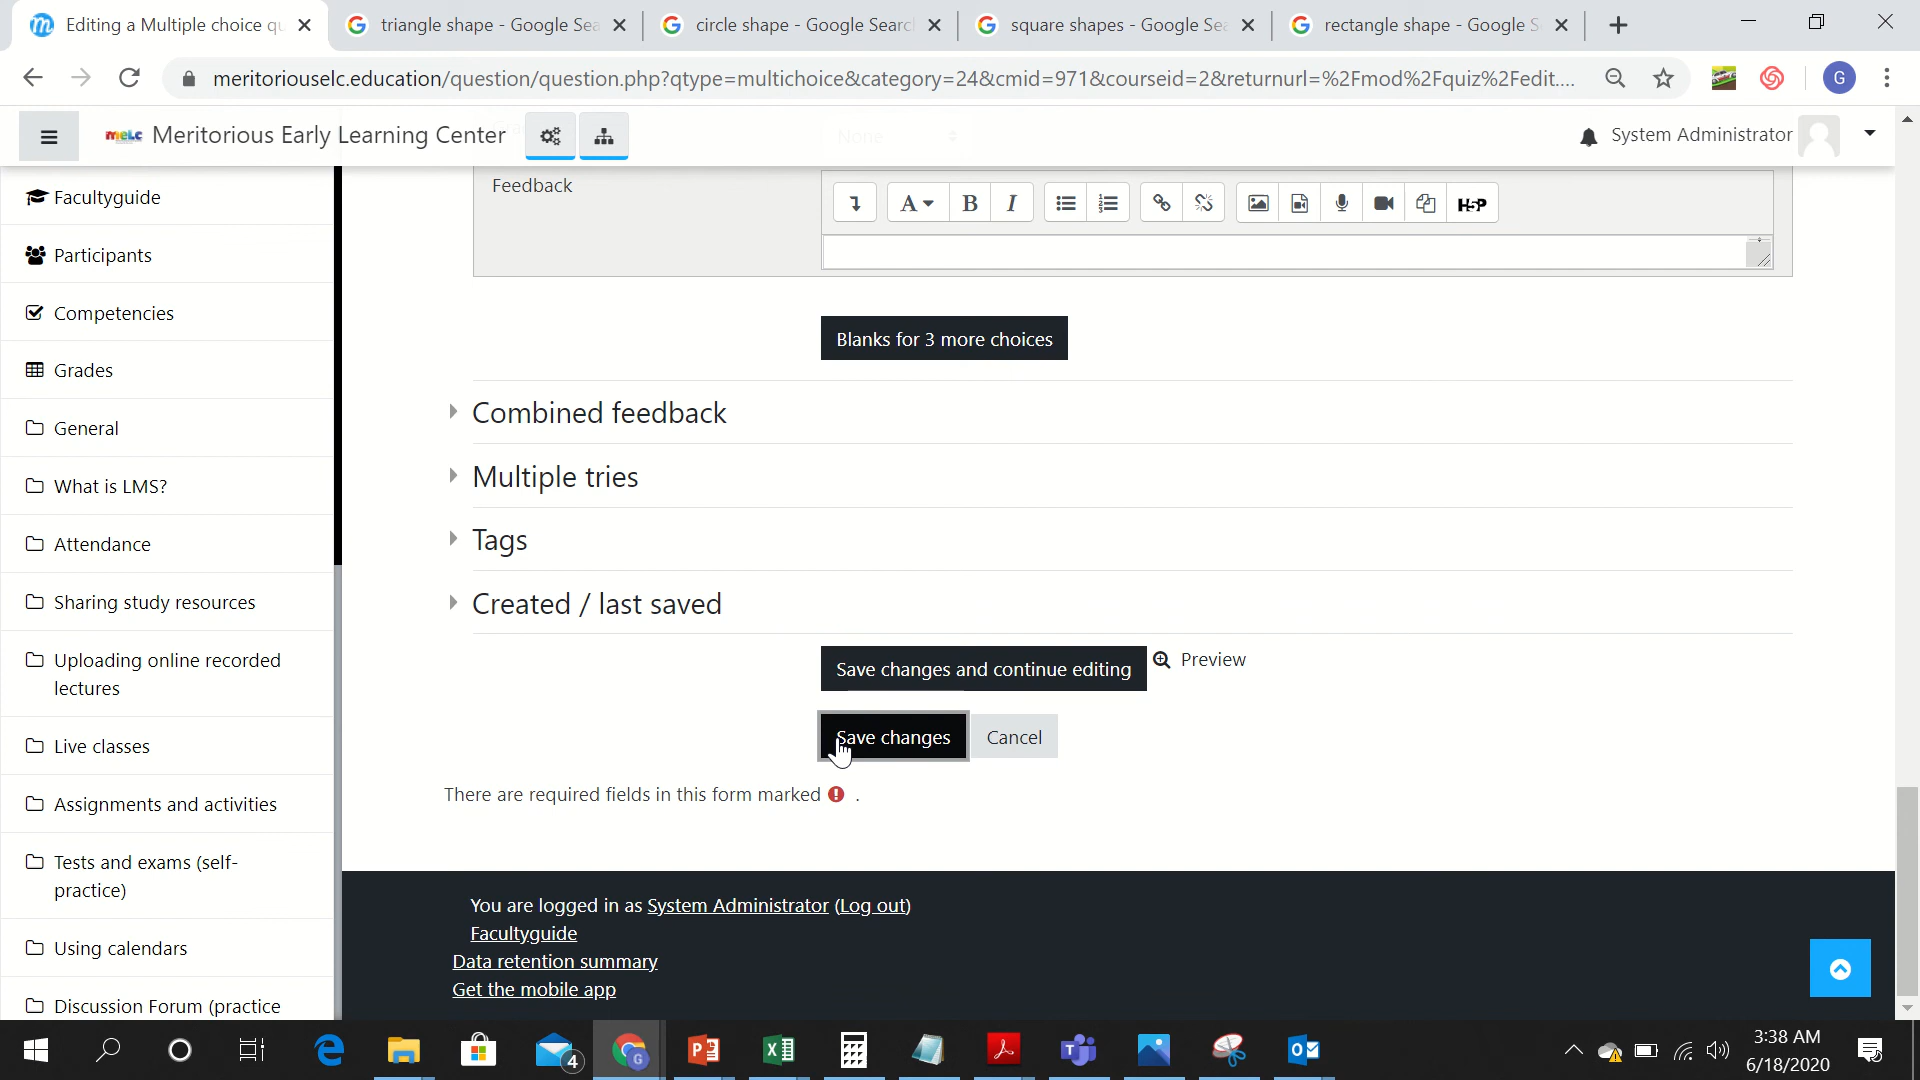 Editing a Multiple choice qu
triangle shape - Google Sea
circle shape - Google Search
square shapes - Google Sea
rectangle shape - Google S
meritoriouselc.education/question/question.php?qtype=multichoice&category=24&cmid=971&courseid=2&returnurl=%2Fmod%2Fquiz%2Fedit....
G
meLC Meritorious Early Learning Center
None
System Administrator
Facultyguide
Participants
Competencies
Grades
General
What is LMS?
Attendance
Sharing study resources
Uploading online recorded
lectures
Live classes
Assignments and activities
Tests and exams (self-
practice)
Using calendars
Discussion Forum (practice
Feedback
A B I
H5P
Blanks for 3 more choices
Combined feedback
Multiple tries
Tags
Created / last saved
Save changes and continue editing
Preview
Save changes
Cancel
There are required fields in this form marked .
You are logged in as System Administrator (Log out)
Facultyguide
Data retention summary
Get the mobile app
4
G
3:38 AM
6/18/2020